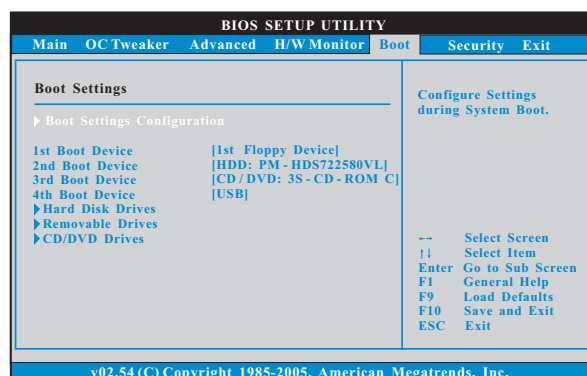 BIOS SETUP UTILITY
Main OC Tweaker Advanced H/W Monitor Boot Security Exit
Boot Settings
Boot Settings Configuration
1st Boot Device [1st Floppy Device]
2nd Boot Device [HDD: PM - HDS722580VL]
3rd Boot Device [CD / DVD: 3S - CD - ROM C]
4th Boot Device [USB]
Hard Disk Drives
Removable Drives
CD/DVD Drives
Configure Settings
during System Boot.
←→ Select Screen
↑↓ Select Item
Enter Go to Sub Screen
F1 General Help
F9 Load Defaults
F10 Save and Exit
ESC Exit
v02.54 (C) Copyright 1985-2005, American Megatrends, Inc.